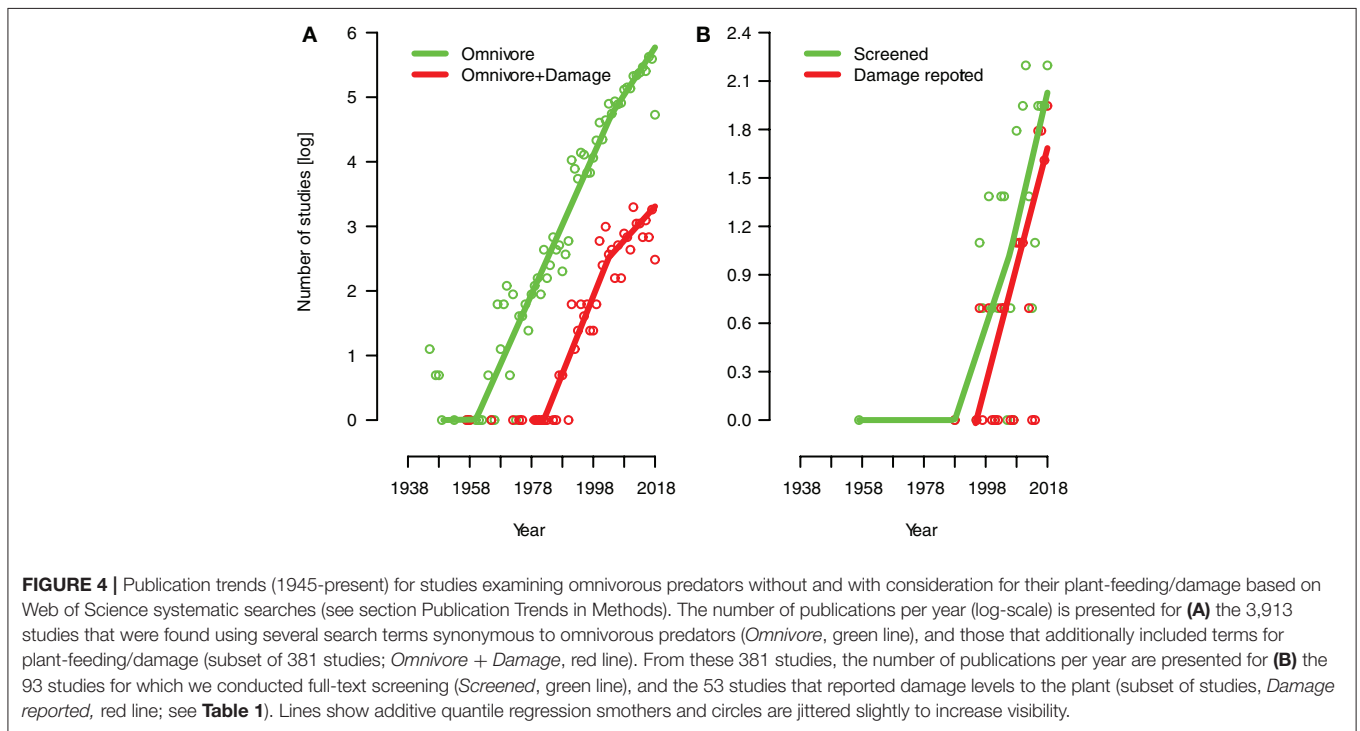 A
6
5
4
3
2
1
0
Number of studies [log]
Omnivore
Omnivore+Damage
1938 1958 1978 1998 2018
Year
B
2.4
2.1
1.8
1.5
1.2
0.9
0.6
0.3
0.0
Screened
Damage reported
1938 1958 1978 1998 2018
Year
FIGURE 4 | Publication trends (1945-present) for studies examining omnivorous predators without and with consideration for their plant-feeding/damage based on
Web of Science systematic searches (see section Publication Trends in Methods). The number of publications per year (log-scale) is presented for (A) the 3,913
studies that were found using several search terms synonymous to omnivorous predators (Omnivore, green line), and those that additionally included terms for
plant-feeding/damage (subset of 381 studies; Omnivore + Damage, red line). From these 381 studies, the number of publications per year are presented for (B) the
93 studies for which we conducted full-text screening (Screened, green line), and the 53 studies that reported damage levels to the plant (subset of studies, Damage
reported, red line; see Table 1). Lines show additive quantile regression smothers and circles are jittered slightly to increase visibility.